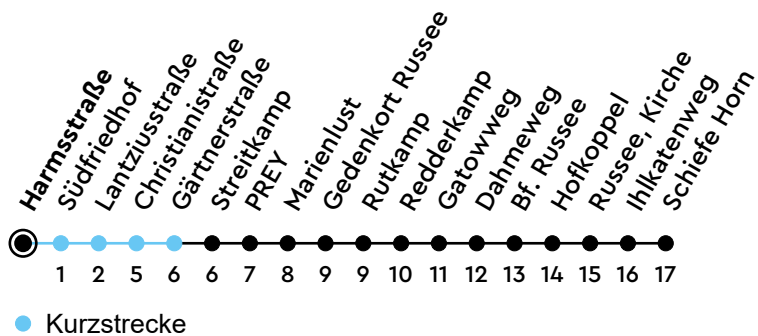 Harmsstraße
Südfriedhof
Lantziusstraße
Christianistraße
Gärtnerstraße
Streitkamp
PREY
Marienlust
Gedenkort Russee
Rutkamp
Redderkamp
Gatowweg
Dahmeweg
Bf. Russee
Hofkoppel
Russee, Kirche
Ihlkatenweg
Schiefe Horn
1 2 5 6 6 7 8 9 9 10 11 12 13 14 15 16 17
Kurzstrecke